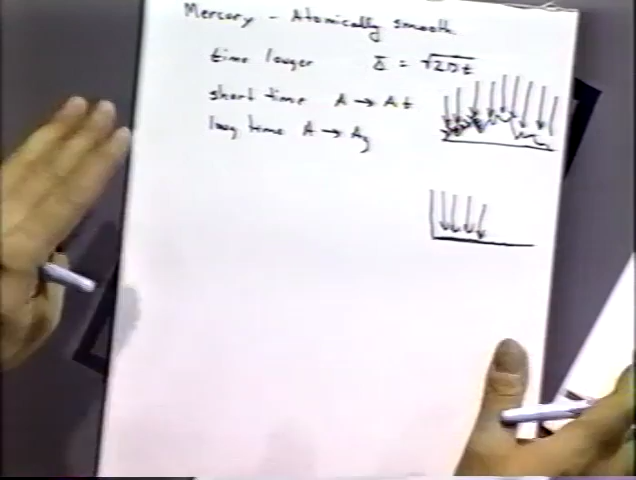 Mercury - Atomically smooth
time longer Δ̄ = √2Dt
short time A → At
long time A → Ag